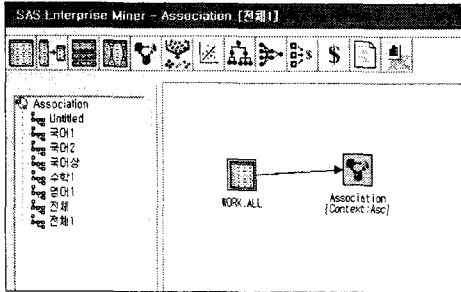 SAS Enterprise Miner - Association [전체1]
Association
Untitled
국어1
국어2
국어상
수학1
영어1
전체
전체1
WORK.ALL
Association
{Context:Asc}